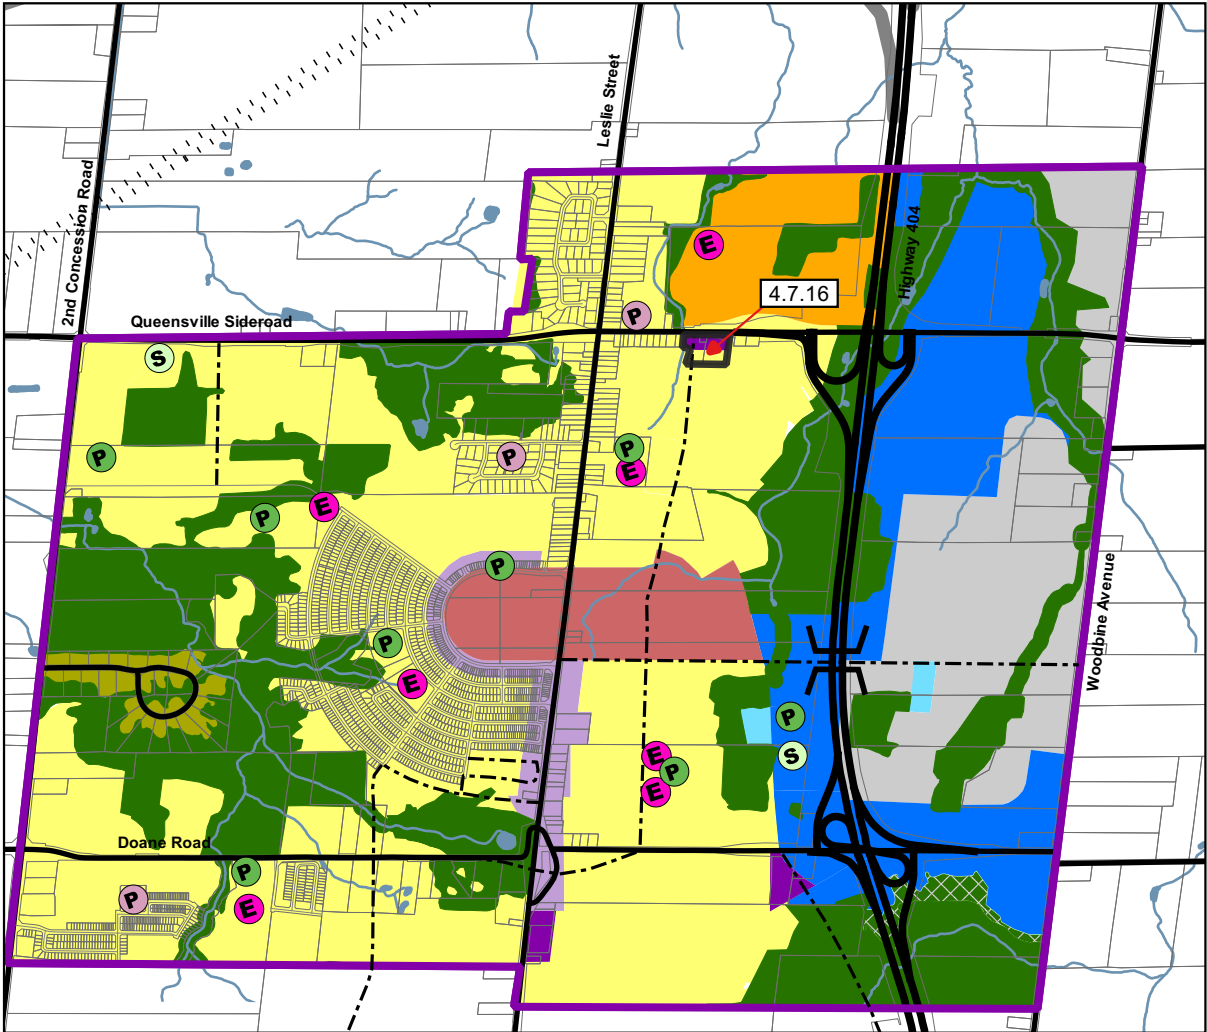 Leslie Street
2nd Concession Road
Highway 404
E
4.7.16
P
Queensville Sideroad
S
P
P
P
E
E
P
P
P
E
Woodbine Avenue
E
P
S
E
P
E
Doane Road
P
P
E